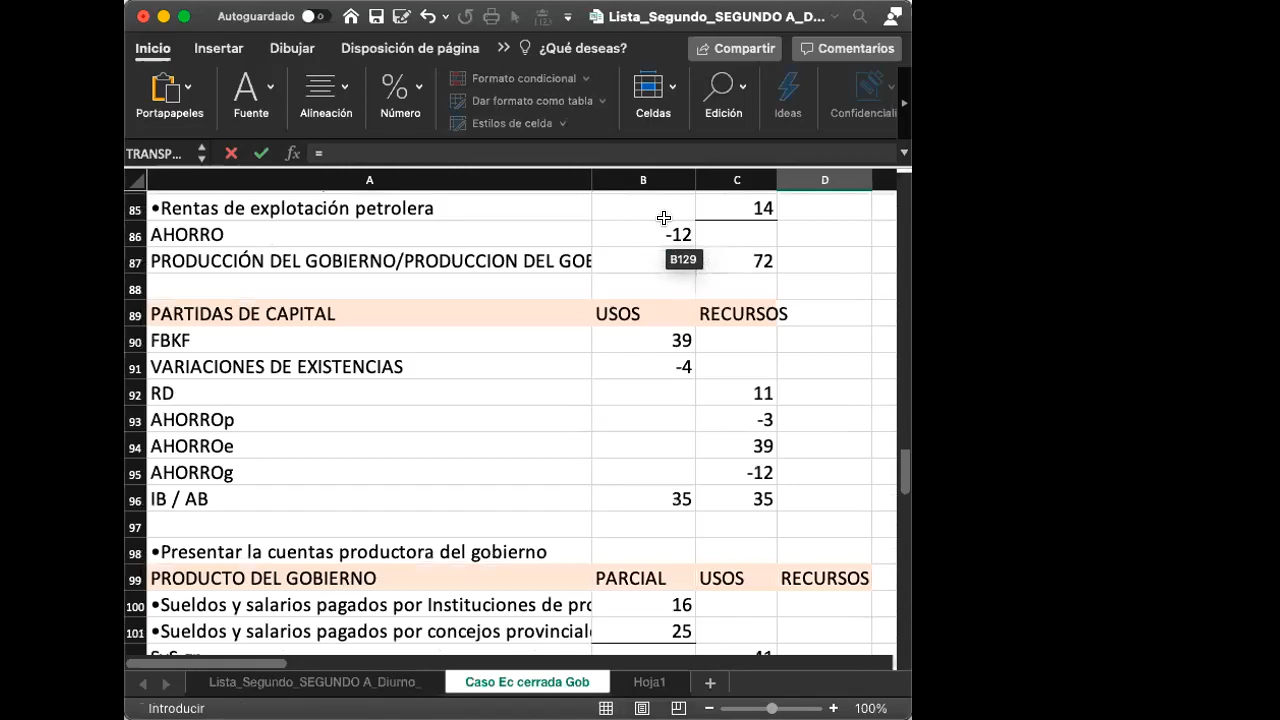 Autoguardado
Lista_Segundo_SEGUNDO A_D...
Inicio Insertar Dibujar Disposición de página >> ¿Qué deseas? Compartir Comentarios
Portapapeles Fuente Alineación Número Formato condicional Celdas Edición Ideas Confidenciali
Dar formato como tabla
Estilos de celda
TRANSP... fx =
A B C D
85 •Rentas de explotación petrolera 14
86 AHORRO -12
87 PRODUCCIÓN DEL GOBIERNO/PRODUCCION DEL GOB 72
B129
88
89 PARTIDAS DE CAPITAL USOS RECURSOS
90 FBKF 39
91 VARIACIONES DE EXISTENCIAS -4
92 RD 11
93 AHORROp -3
94 AHORROe 39
95 AHORROg -12
96 IB / AB 35 35
97
98 •Presentar la cuentas productora del gobierno
99 PRODUCTO DEL GOBIERNO PARCIAL USOS RECURSOS
100 •Sueldos y salarios pagados por Instituciones de pro 16
101 •Sueldos y salarios pagados por concejos provinciale 25
Lista_Segundo_SEGUNDO A_Diurno_ Caso Ec cerrada Gob Hoja1 +
Introducir 100%